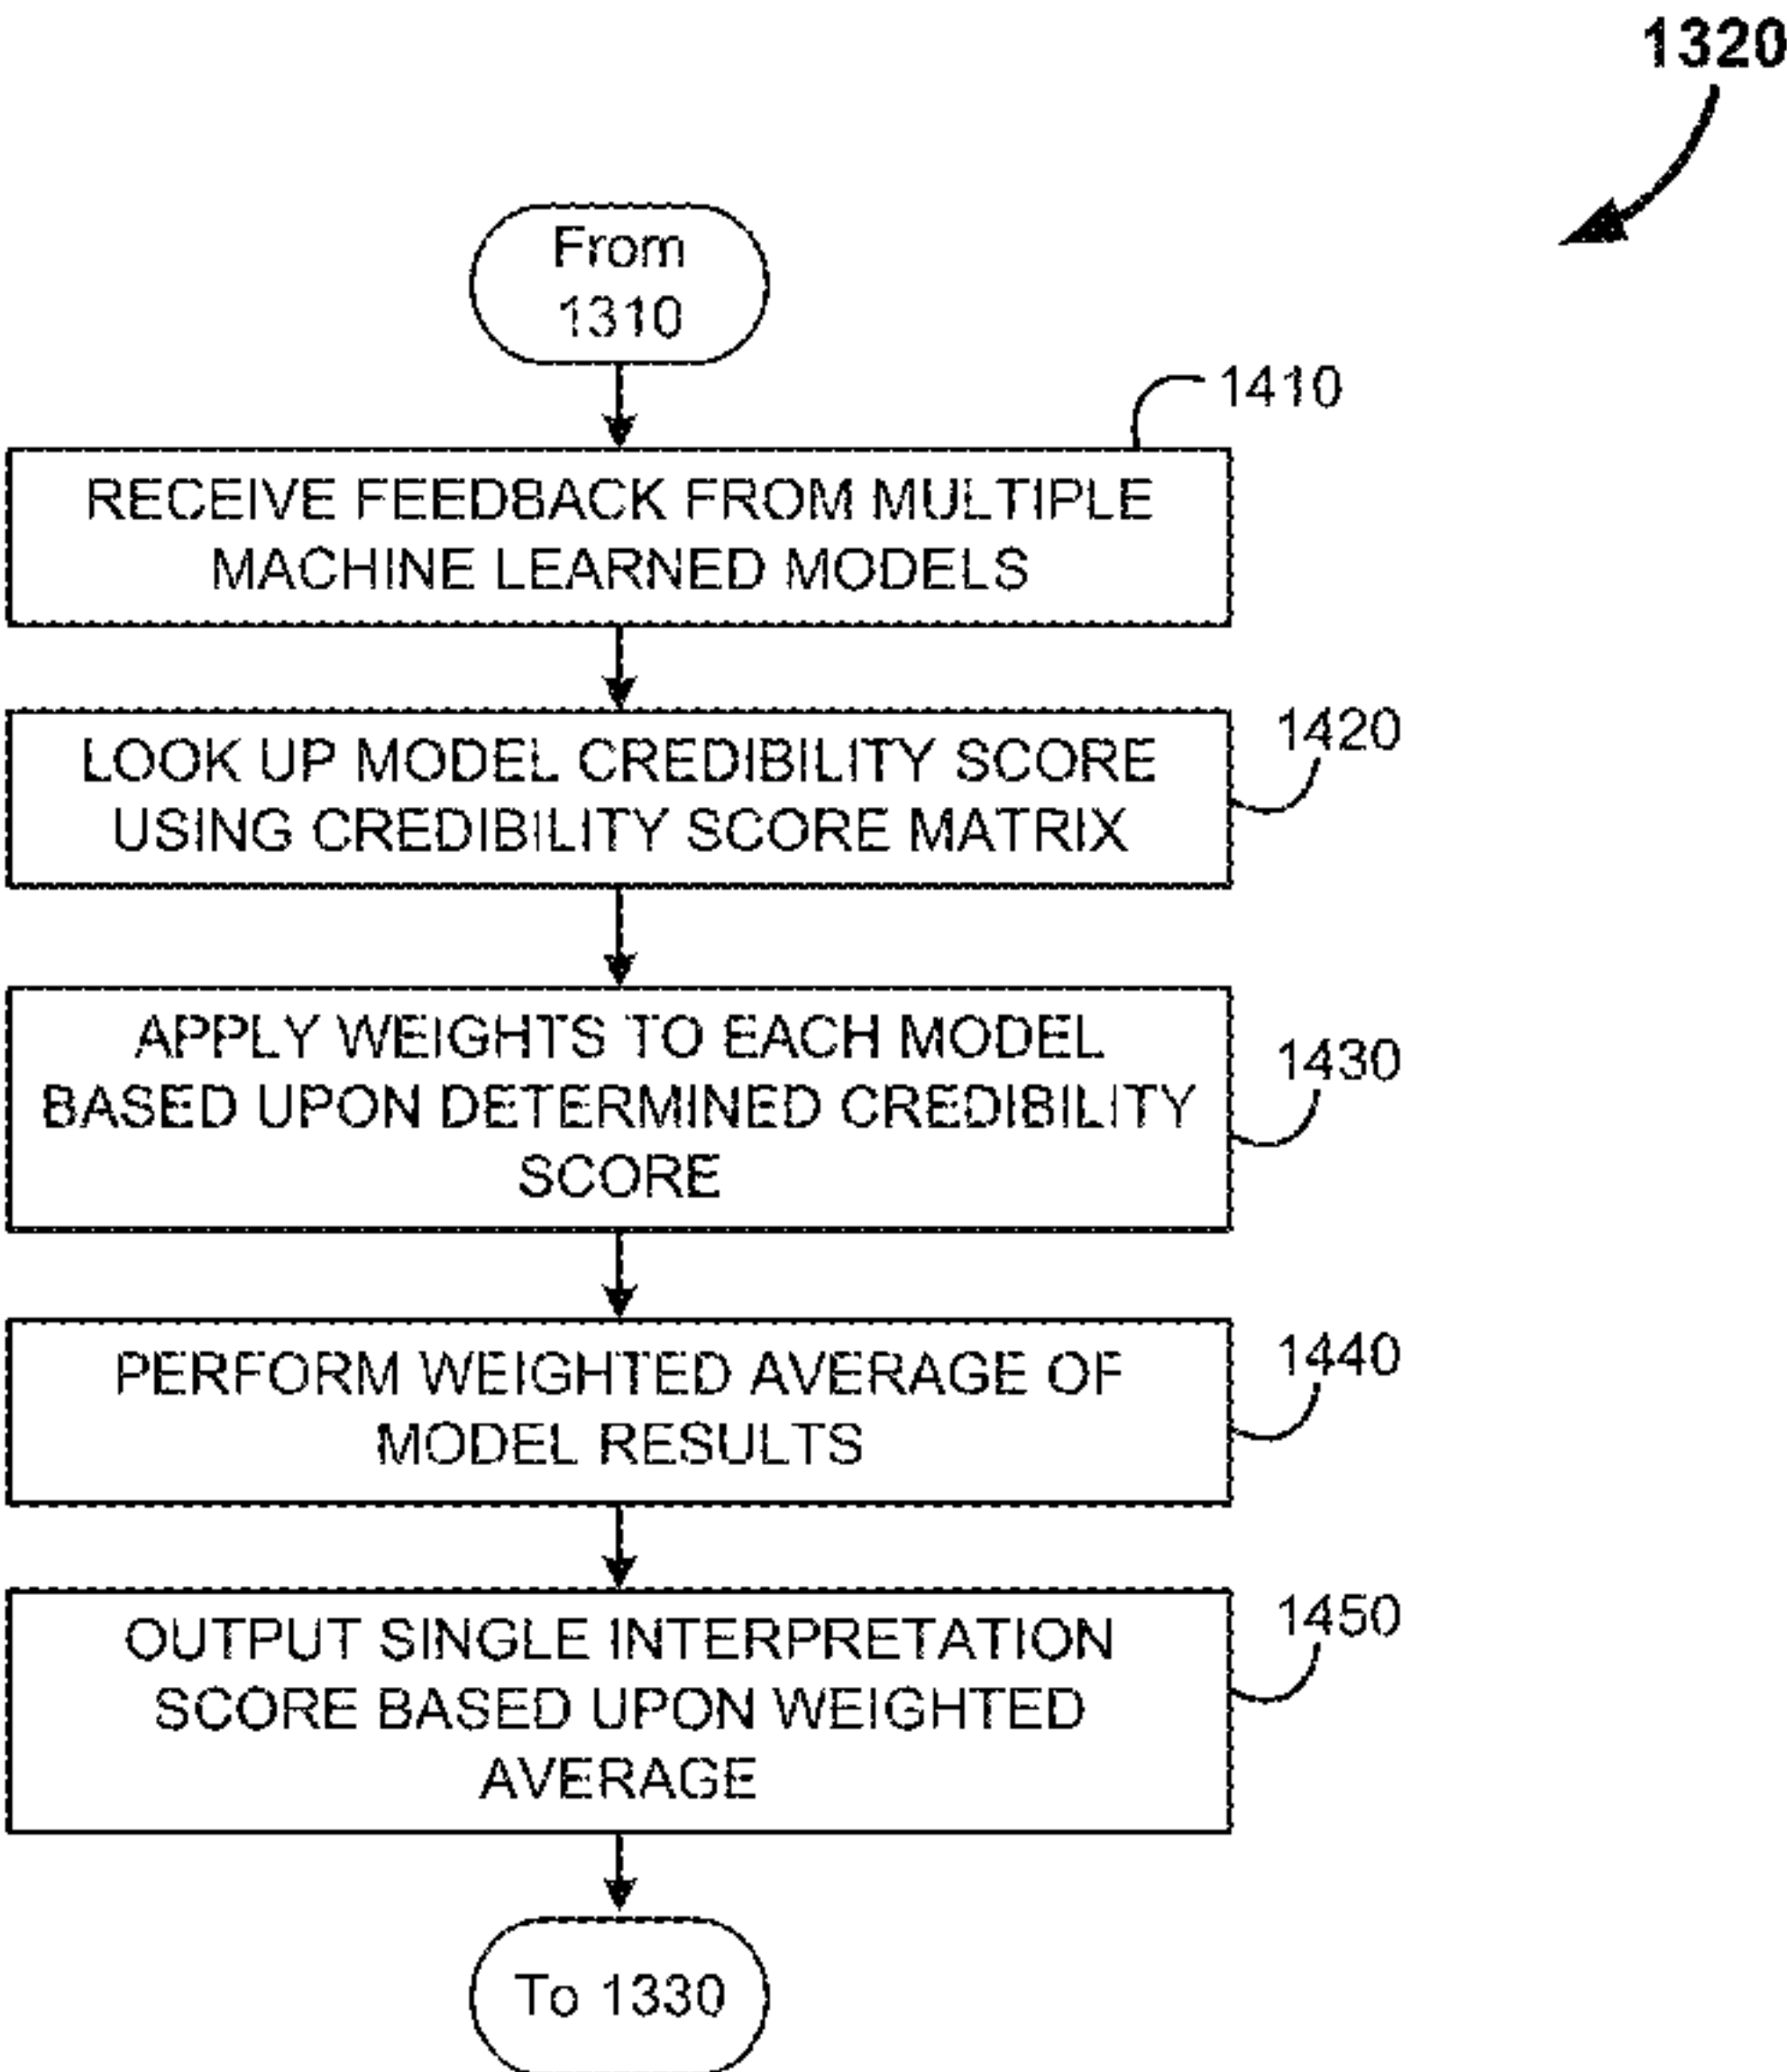 1320
From
1310
1410
RECEIVE FEEDBACK FROM MULTIPLE
MACHINE LEARNED MODELS
1420
LOOK UP MODEL CREDIBILITY SCORE
USING CREDIBILITY SCORE MATRIX
1430
APPLY WEIGHTS TO EACH MODEL
BASED UPON DETERMINED CREDIBILITY
SCORE
1440
PERFORM WEIGHTED AVERAGE OF
MODEL RESULTS
1450
OUTPUT SINGLE INTERPRETATION
SCORE BASED UPON WEIGHTED
AVERAGE
To 1330